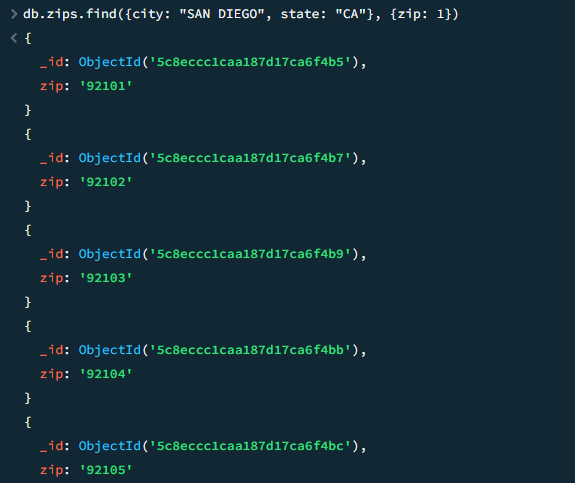 > db.zips.find({city: "SAN DIEGO", state: "CA"}, {zip: 1})
< {
_id: ObjectId('5c8eccc1caa187d17ca6f4b5'),
zip: '92101'
}
{
_id: ObjectId('5c8eccc1caa187d17ca6f4b7'),
zip: '92102'
}
{
_id: ObjectId('5c8eccc1caa187d17ca6f4b9'),
zip: '92103'
}
{
_id: ObjectId('5c8eccc1caa187d17ca6f4bb'),
zip: '92104'
}
{
_id: ObjectId('5c8eccc1caa187d17ca6f4bc'),
zip: '92105'